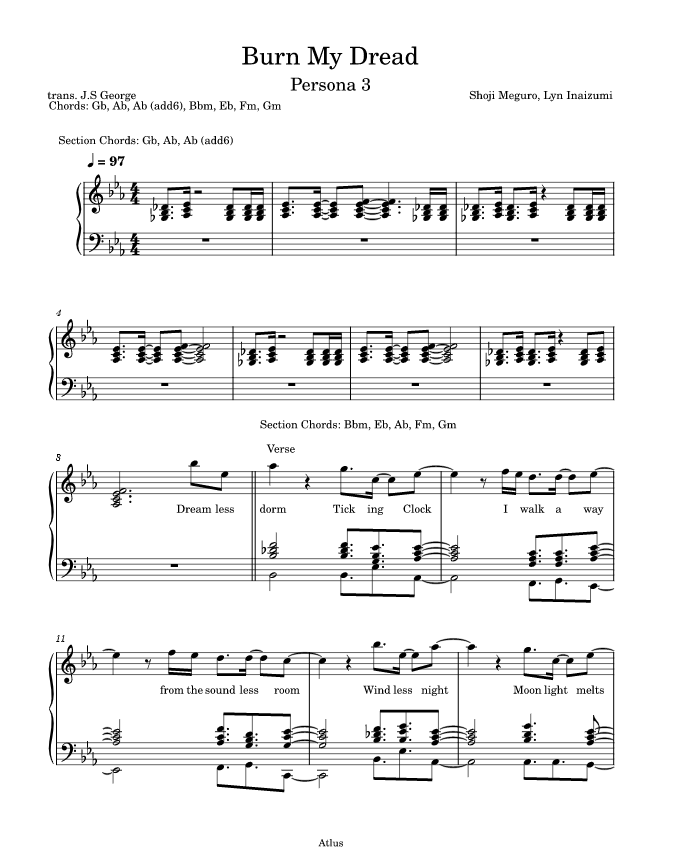 Burn My Dread
Persona 3
trans. J.S George
Shoji Meguro, Lyn Inaizumi
Chords: Gb, Ab, Ab (add6), Bbm, Eb, Fm, Gm
Section Chords: Gb, Ab, Ab (add6)
♩ = 97
4
Section Chords: Bbm, Eb, Ab, Fm, Gm
8
Verse
Dream less dorm Tick ing Clock I walk a way
11
from the sound less room Wind less night Moon light melts
Atlus